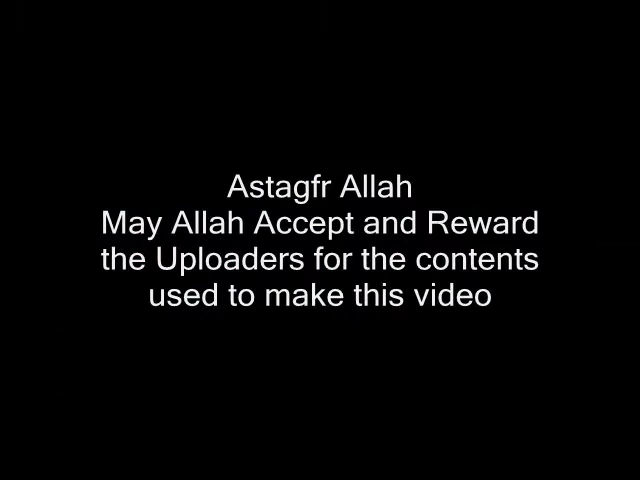 Astagfr Allah
May Allah Accept and Reward
the Uploaders for the contents
used to make this video